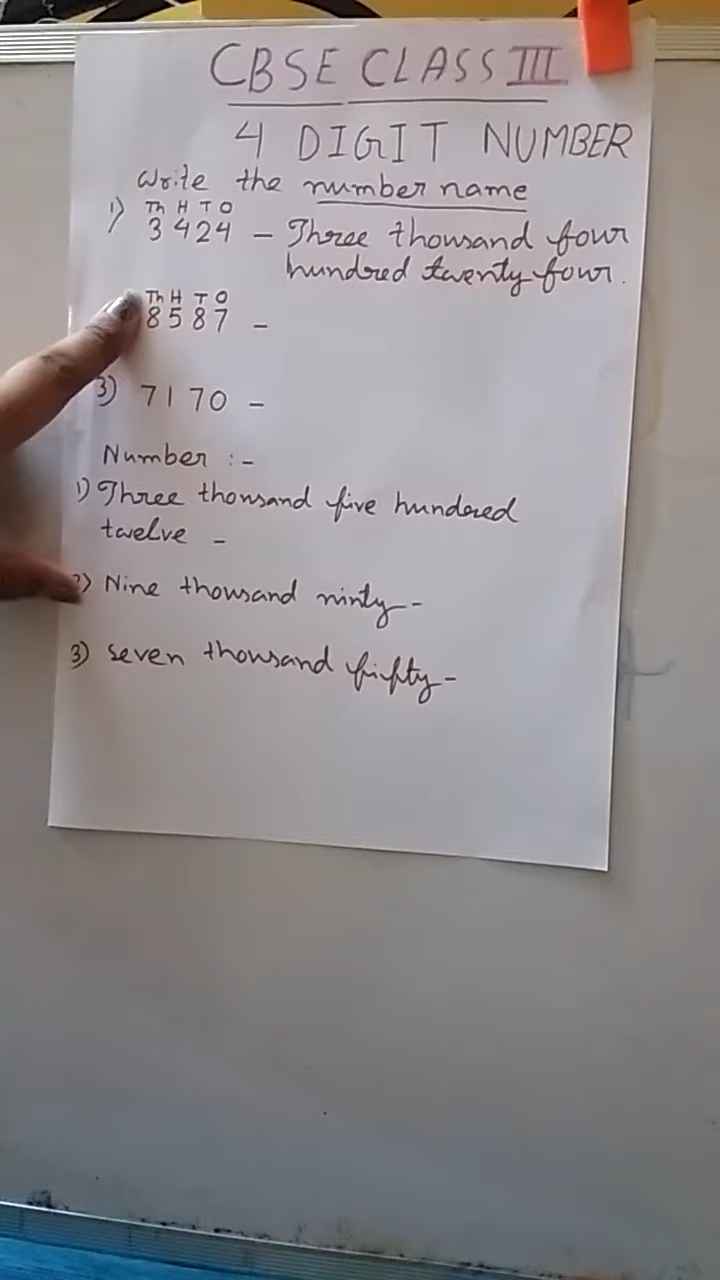 CBSE CLASS III
4 DIGIT NUMBER
Write the number name
Th H T O
1) 3424 - Three thousand four
hundred twenty four.
Th H T O
8587 -
3) 7170 -
Number :-
1) Three thousand five hundred
twelve -
2) Nine thousand ninty -
3) Seven thousand fifty -